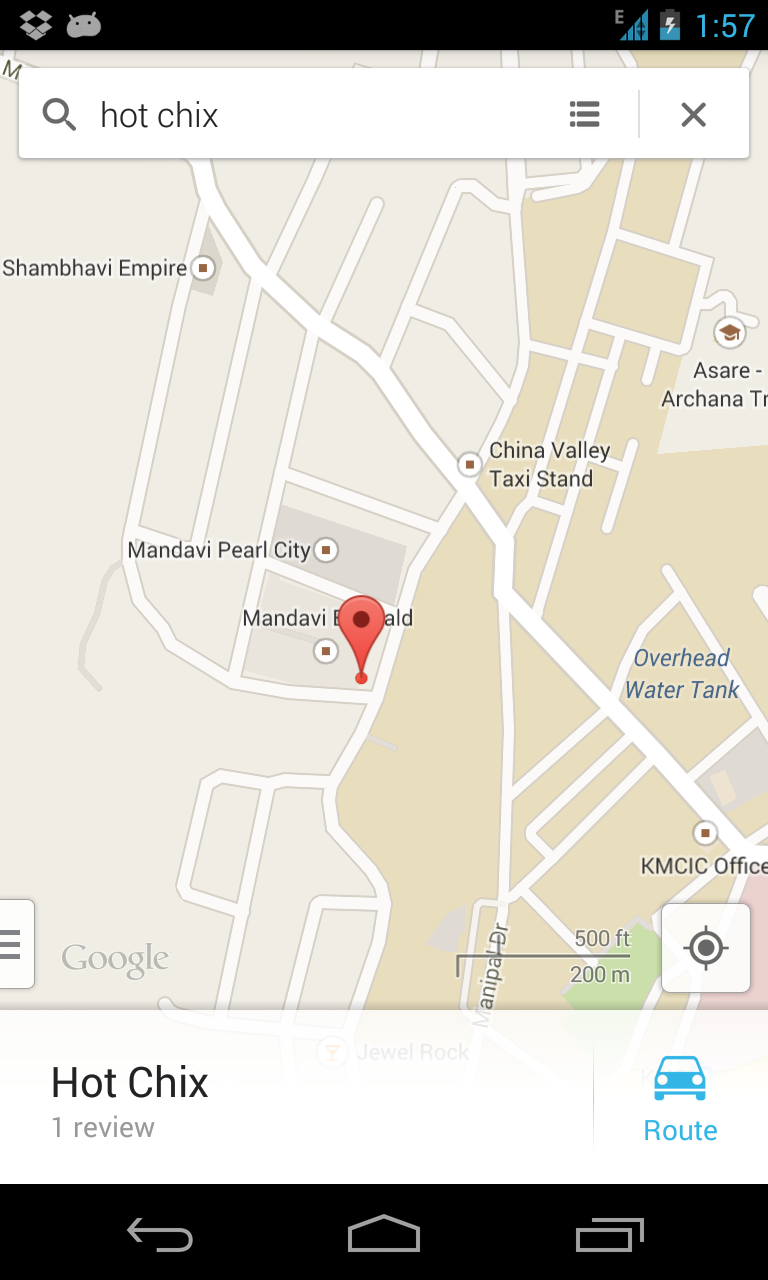 E
1:57
M
hot chix
Shambhavi Empire
Asare -
Archana Tr
China Valley
Taxi Stand
Mandavi Pearl City
Mandavi E ald
Overhead
Water Tank
KMCIC Office
Manipal Dr
500 ft
200 m
Google
Jewel Rock
Hot Chix
1 review
Route